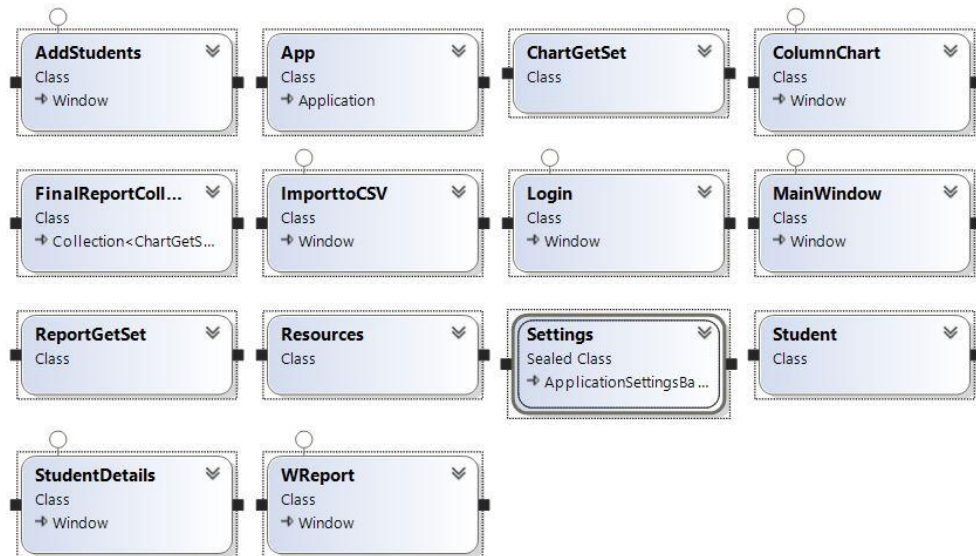 AddStudents
Class
Window
App
Class
Application
ChartGetSet
Class
ColumnChart
Class
Window
FinalReportColl...
Class
Collection<ChartGetS...
ImporttoCSV
Class
Window
Login
Class
Window
MainWindow
Class
Window
ReportGetSet
Class
Resources
Class
Settings
Sealed Class
ApplicationSettingsBa...
Student
Class
StudentDetails
Class
Window
WReport
Class
Window